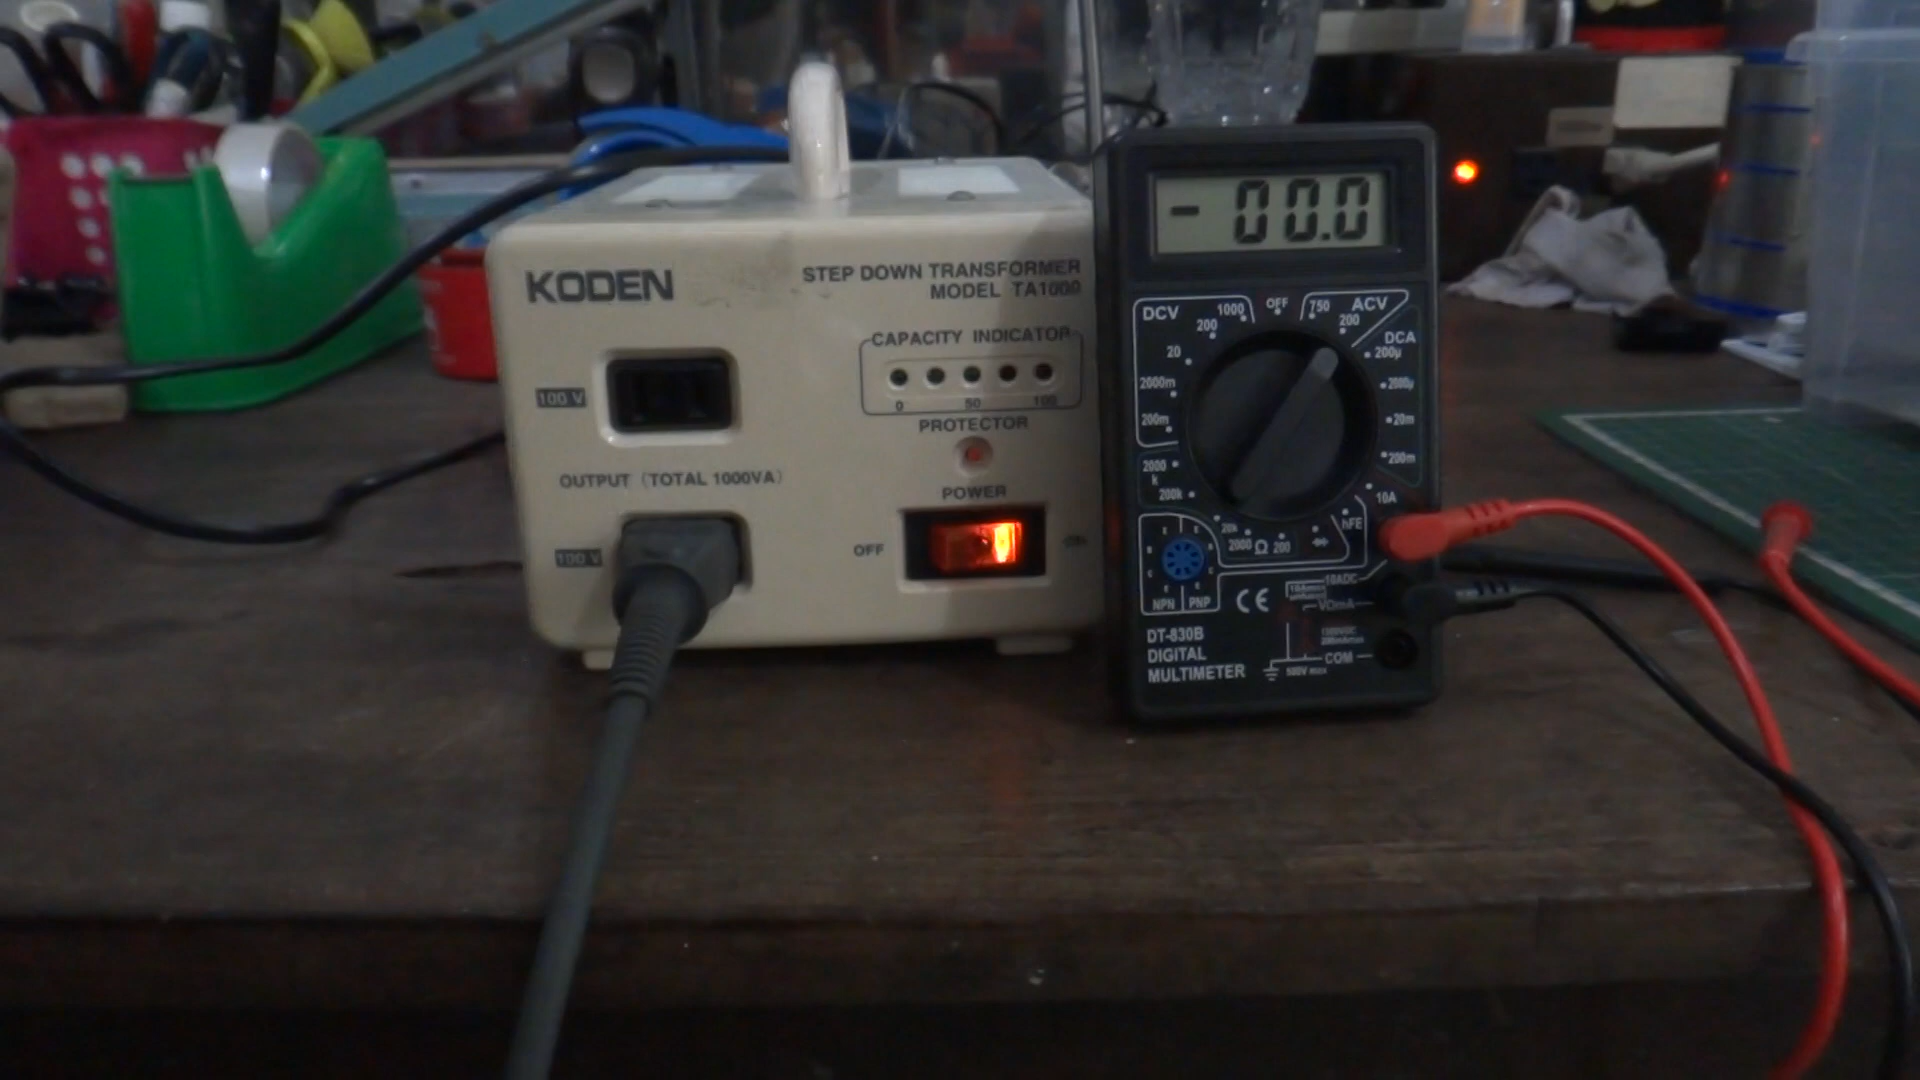 KODEN
STEP DOWN TRANSFORMER
MODEL TA1000
CAPACITY INDICATOR
0 50 100
PROTECTOR
100 V
OUTPUT (TOTAL 1000VA)
POWER
OFF
100 V
- 00.0
DCV
1000
OFF
750
ACV
200
200
DCA
20
200µ
2000m
2000µ
200m
20m
200m
2000
k
200k
10A
20k
2000 Ω 200
hFE
NPN PNP
CE
10ADC
VΩmA
COM
500V max
DT-830B
DIGITAL
MULTIMETER